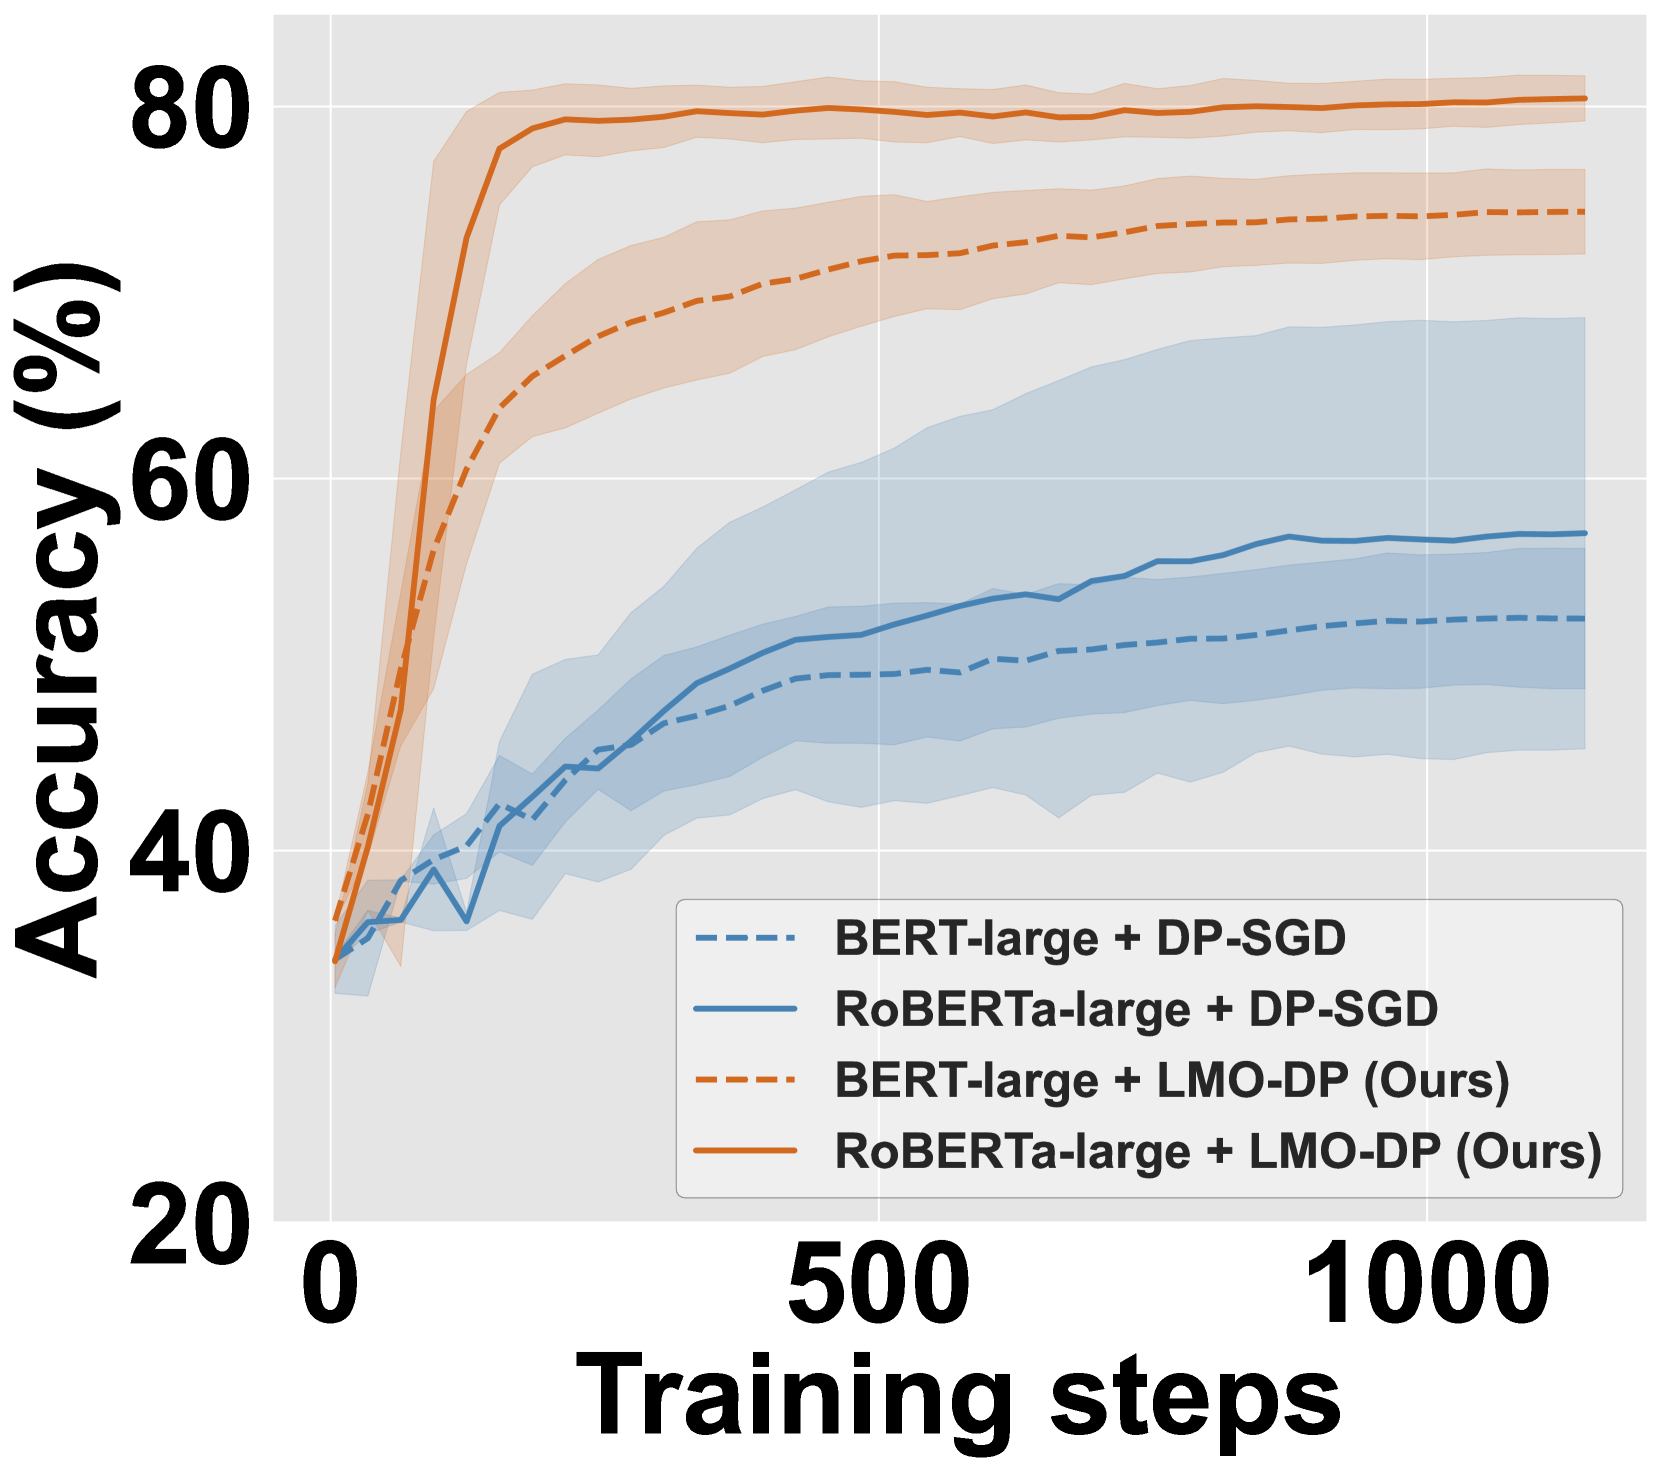 80
60
40
20
Accuracy (%)
BERT-large + DP-SGD
RoBERTa-large + DP-SGD
BERT-large + LMO-DP (Ours)
RoBERTa-large + LMO-DP (Ours)
0 500 1000
Training steps